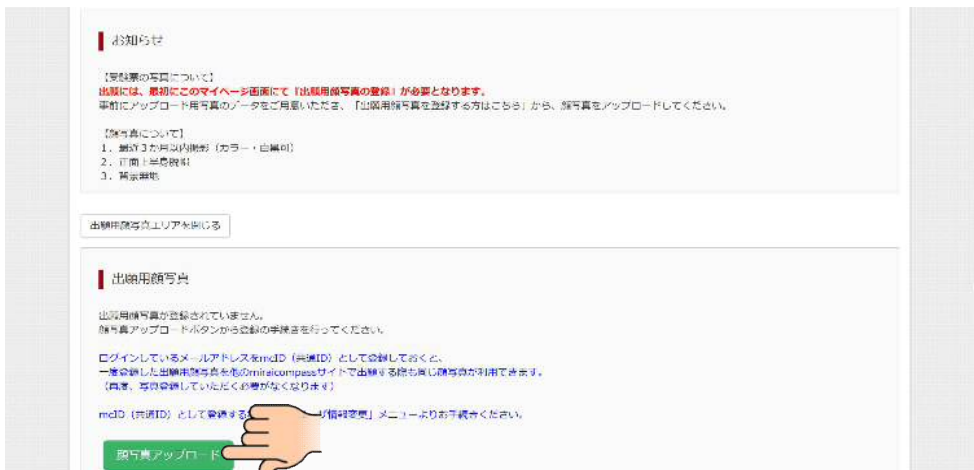 お知らせ
【受験票の写真について】
出願には、最初にこのマイページ画面にて「出願用顔写真の登録」が必要となります。
事前にアップロード用写真のデータをご用意いただき、「出願用顔写真を登録する方はこちら」から、顔写真をアップロードしてください。
【顔写真について】
1. 最近3か月以内撮影（カラー・白黒可）
2. 正面上半身脱帽
3. 背景無地
出願用顔写真エリアを閉じる
出願用顔写真
出願用顔写真が登録されていません。
顔写真アップロードボタンから登録の手続きを行ってください。
ログインしているメールアドレスをmcID（共通ID）として登録しておくと、
一度登録した出願用顔写真を他のmiraicompassサイトで出願する際も同じ顔写真が利用できます。
（再度、写真登録していただく必要がなくなります）
mcID（共通ID）として登録する 情報変更」メニューよりお手続きください。
顔写真アップロード